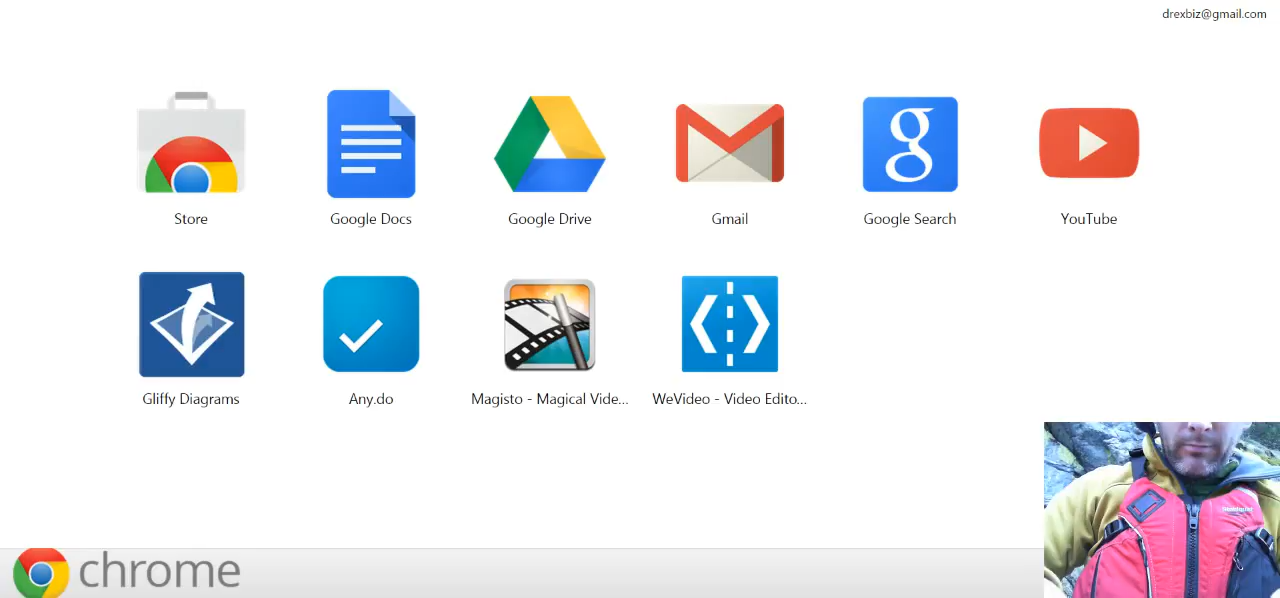 drexbiz@gmail.com
Store
Google Docs
Google Drive
Gmail
Google Search
YouTube
Gliffy Diagrams
Any.do
Magisto - Magical Vide...
WeVideo - Video Edito...
chrome